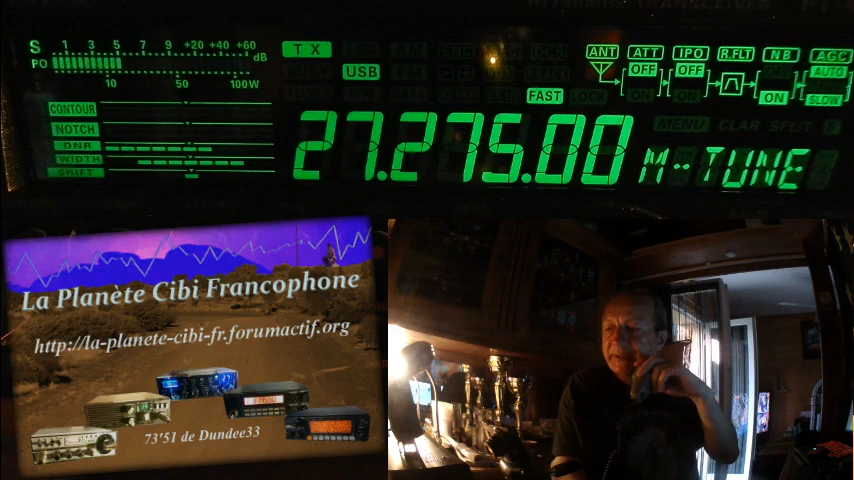 S 1 3 5 7 9 +20 +40 +60 dB
PO 10 50 100W
TX
USB
FAST LOCK
ANT ATT IPO R.FLT NB AGC
OFF OFF AUTO
ON ON ON SLOW
CONTOUR
NOTCH
DNR
WIDTH
SHIFT
MENU CLAR SPLIT
27.275.00 M--TUNE
La Planète Cibi Francophone
http://la-planete-cibi-fr.forumactif.org
73'51 de Dundee33